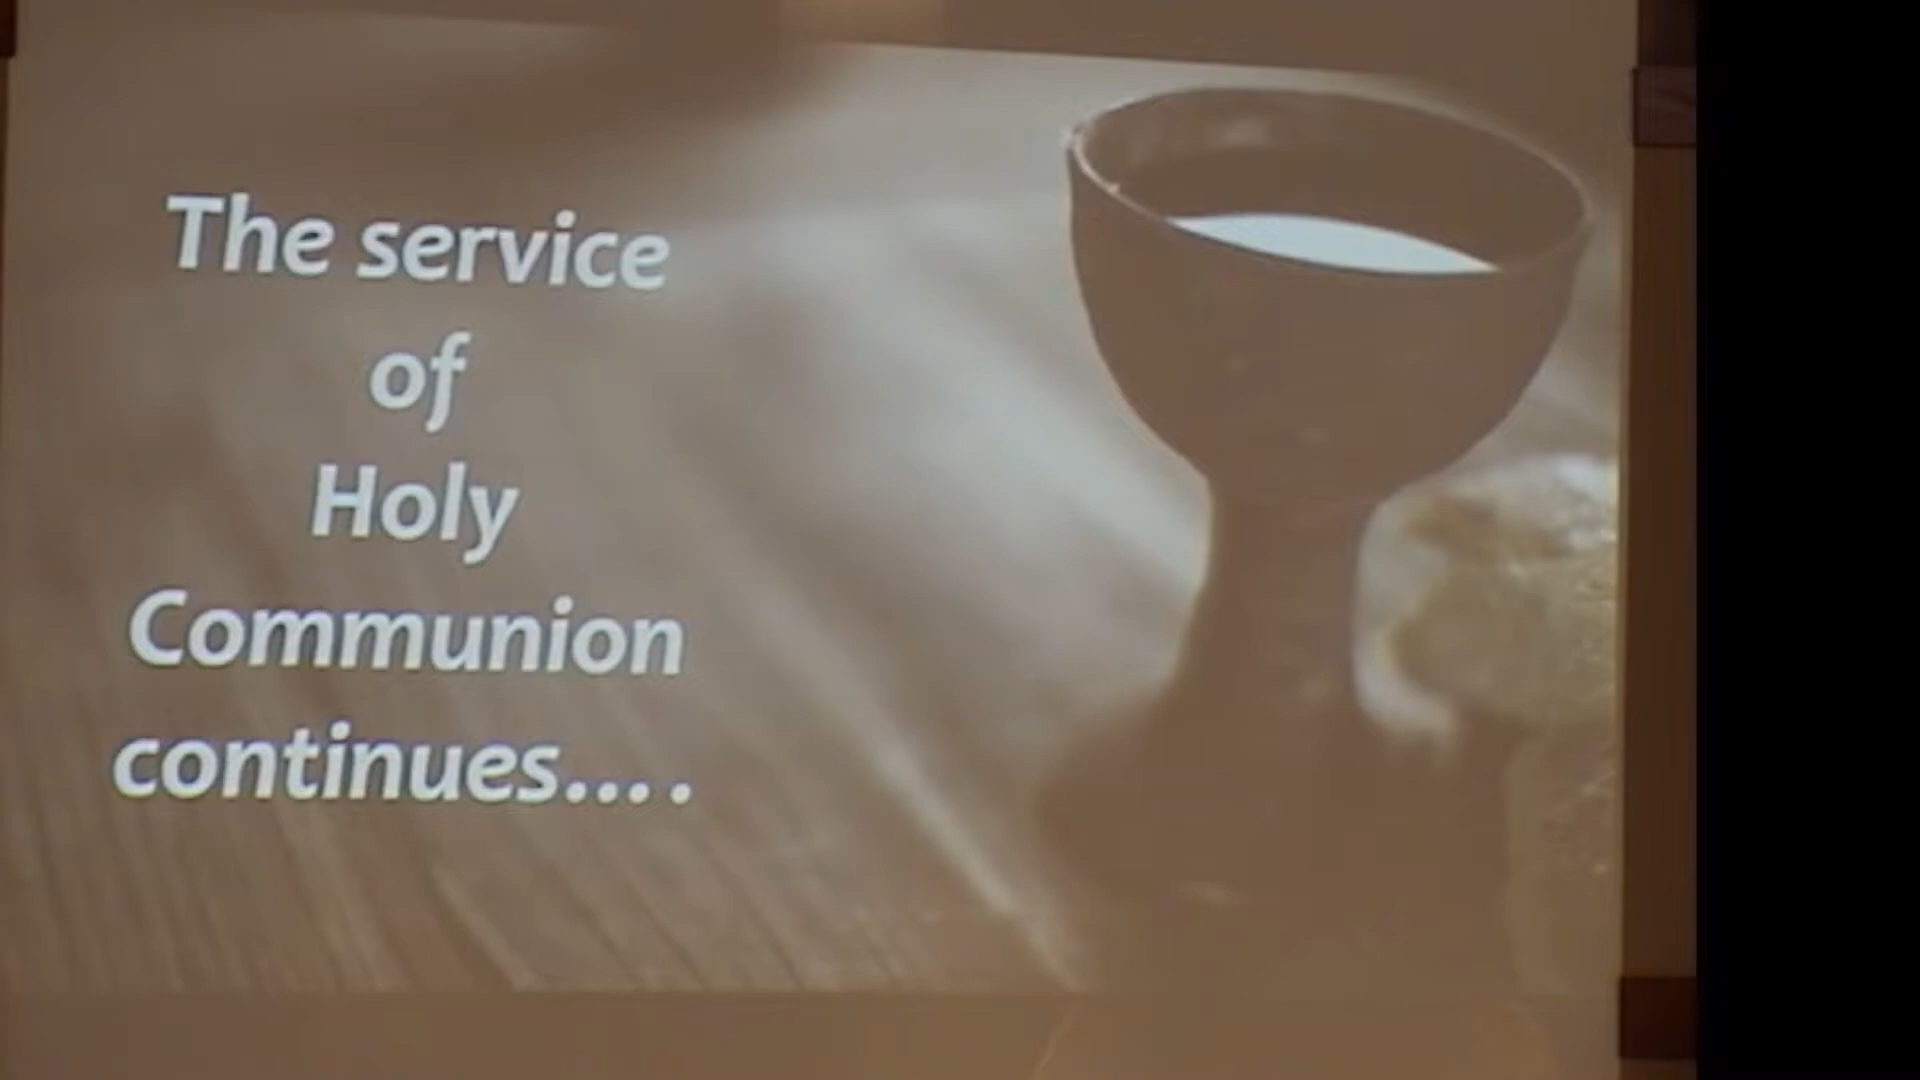 The service
of
Holy
Communion
continues....